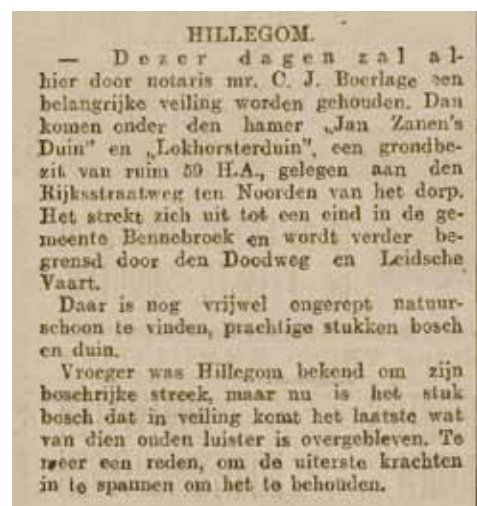 HILLEGOM.
— Dezer dagen zal al-
hier door notaris mr. C. J. Boerlage een
belangrijke veiling worden gehouden. Dan
komen onder den hamer „Jan Zanen's
Duin" en „Lokhorsterduin", een grondbe-
zit van ruim 59 H.A., gelegen aan den
Rijksstraatweg ten Noorden van het dorp.
Het strekt zich uit tot een eind in de ge-
meente Bennebroek en wordt verder be-
grensd door den Doodweg en Leidsche
Vaart.
Daar is nog vrijwel ongerept natuur-
schoon te vinden, prachtige stukken bosch
en duin.
Vroeger was Hillegom bekend om zijn
boschrijke streek, maar nu is het stuk
bosch dat in veiling komt het laatste wat
van dien ouden luister is overgebleven. Te
meer een reden, om de uiterste krachten
in te spannen om het te behouden.